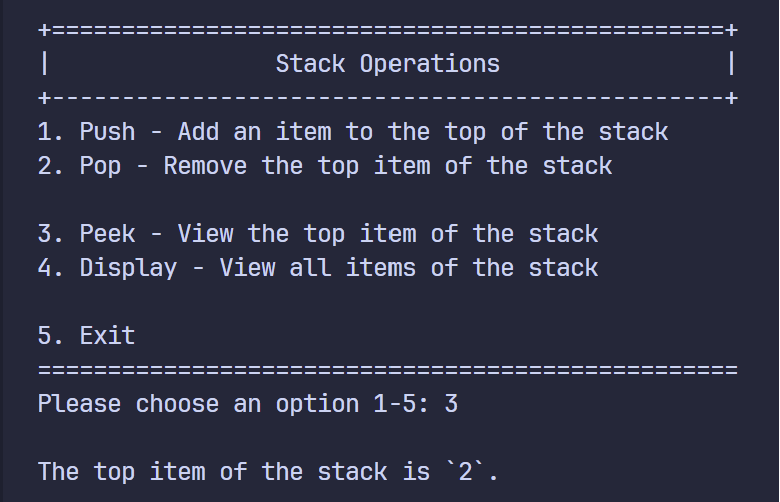 +================================================+
|                Stack Operations                |
+------------------------------------------------+
1. Push - Add an item to the top of the stack
2. Pop - Remove the top item of the stack

3. Peek - View the top item of the stack
4. Display - View all items of the stack

5. Exit
==================================================
Please choose an option 1-5: 3

The top item of the stack is `2`.